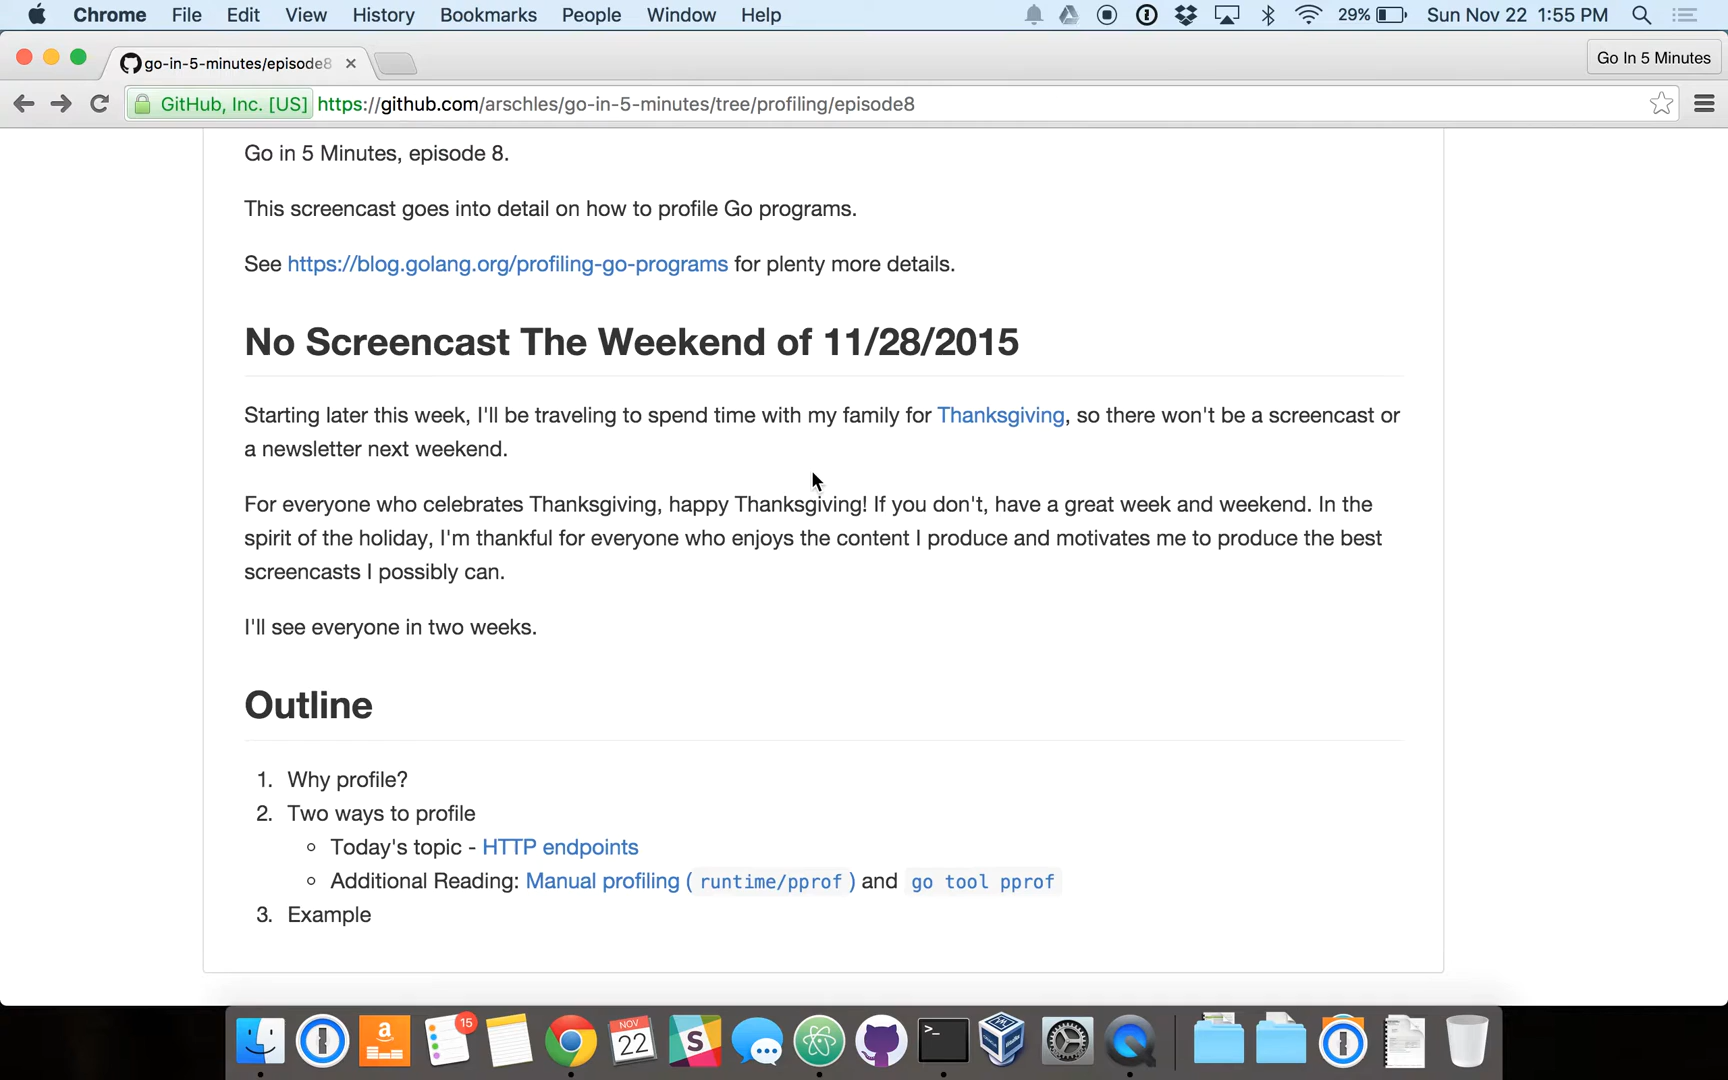 Chrome File Edit View History Bookmarks People Window Help 29% Sun Nov 22 1:55 PM
go-in-5-minutes/episode8 Go In 5 Minutes
GitHub, Inc. [US] https://github.com/arschles/go-in-5-minutes/tree/profiling/episode8
Go in 5 Minutes, episode 8.
This screencast goes into detail on how to profile Go programs.
See https://blog.golang.org/profiling-go-programs for plenty more details.
No Screencast The Weekend of 11/28/2015
Starting later this week, I'll be traveling to spend time with my family for Thanksgiving, so there won't be a screencast or
a newsletter next weekend.
For everyone who celebrates Thanksgiving, happy Thanksgiving! If you don't, have a great week and weekend. In the
spirit of the holiday, I'm thankful for everyone who enjoys the content I produce and motivates me to produce the best
screencasts I possibly can.
I'll see everyone in two weeks.
Outline
1. Why profile?
2. Two ways to profile
Today's topic - HTTP endpoints
Additional Reading: Manual profiling ( runtime/pprof ) and go tool pprof
3. Example
15
NOV
22